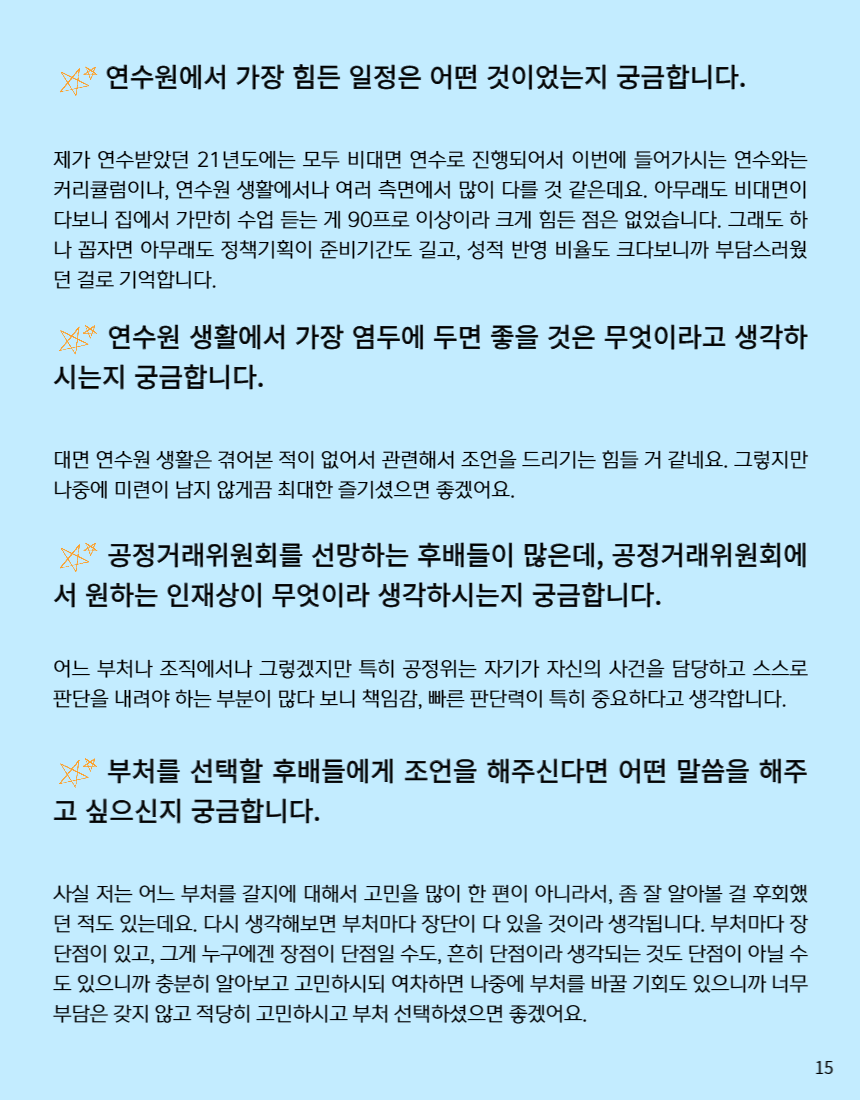 연수원에서 가장 힘든 일정은 어떤 것이었는지 궁금합니다.
제가 연수받았던 21년도에는 모두 비대면 연수로 진행되어서 이번에 들어가시는 연수와는
커리큘럼이나, 연수원 생활에서나 여러 측면에서 많이 다를 것 같은데요. 아무래도 비대면이
다보니 집에서 가만히 수업 듣는 게 90프로 이상이라 크게 힘든 점은 없었습니다. 그래도 하
나 꼽자면 아무래도 정책기획이 준비기간도 길고, 성적 반영 비율도 크다보니까 부담스러웠
던 걸로 기억합니다.
연수원 생활에서 가장 염두에 두면 좋을 것은 무엇이라고 생각하
시는지 궁금합니다.
대면 연수원 생활은 겪어본 적이 없어서 관련해서 조언을 드리기는 힘들 거 같네요. 그렇지만
나중에 미련이 남지 않게끔 최대한 즐기셨으면 좋겠어요.
공정거래위원회를 선망하는 후배들이 많은데, 공정거래위원회에
서 원하는 인재상이 무엇이라 생각하시는지 궁금합니다.
어느 부처나 조직에서나 그렇겠지만 특히 공정위는 자기가 자신의 사건을 담당하고 스스로
판단을 내려야 하는 부분이 많다 보니 책임감, 빠른 판단력이 특히 중요하다고 생각합니다.
부처를 선택할 후배들에게 조언을 해주신다면 어떤 말씀을 해주
고 싶으신지 궁금합니다.
사실 저는 어느 부처를 갈지에 대해서 고민을 많이 한 편이 아니라서, 좀 잘 알아볼 걸 후회했
던 적도 있는데요. 다시 생각해보면 부처마다 장단이 다 있을 것이라 생각됩니다. 부처마다 장
단점이 있고, 그게 누구에겐 장점이 단점일 수도, 흔히 단점이라 생각되는 것도 단점이 아닐 수
도 있으니까 충분히 알아보고 고민하시되 여차하면 나중에 부처를 바꿀 기회도 있으니까 너무
부담은 갖지 않고 적당히 고민하시고 부처 선택하셨으면 좋겠어요.
15